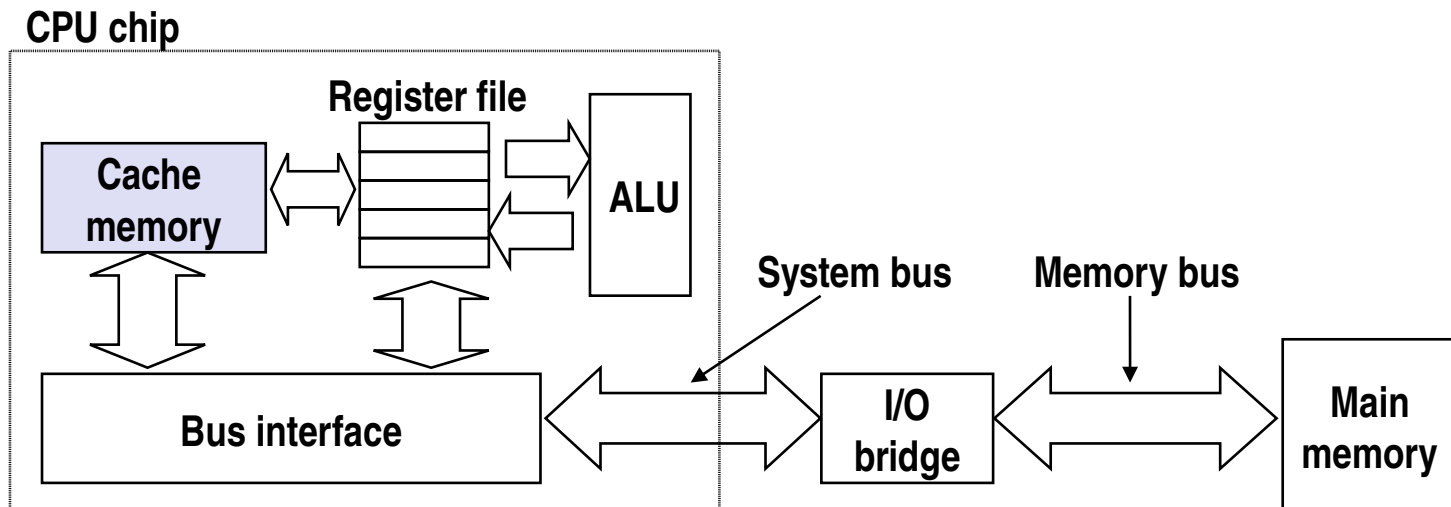 CPU chip
Register file
Cache
memory
ALU
System bus
Memory bus
Bus interface
I/O
bridge
Main
memory